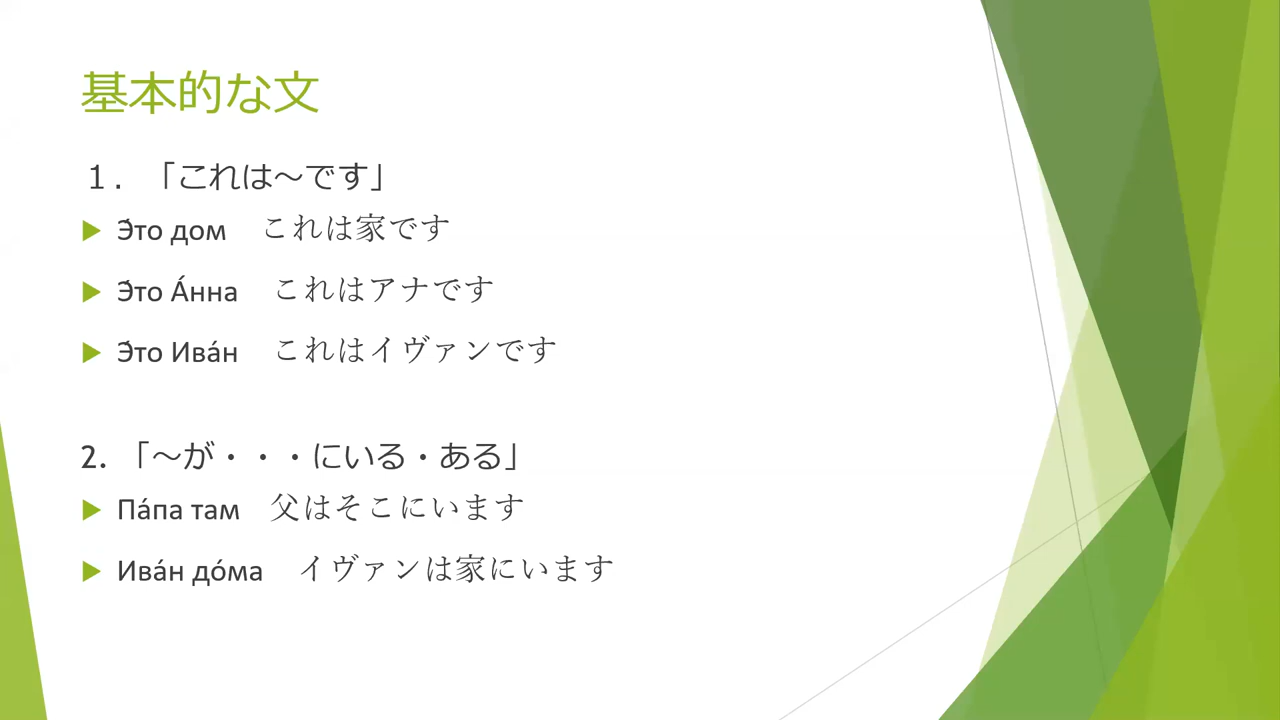 基本的な文
１．「これは～です」
Э́то дом これは家です
Э́то А́нна これはアナです
Э́то Ива́н これはイヴァンです
2. 「～が・・・にいる・ある」
Па́па там 父はそこにいます
Ива́н до́ма イヴァンは家にいます